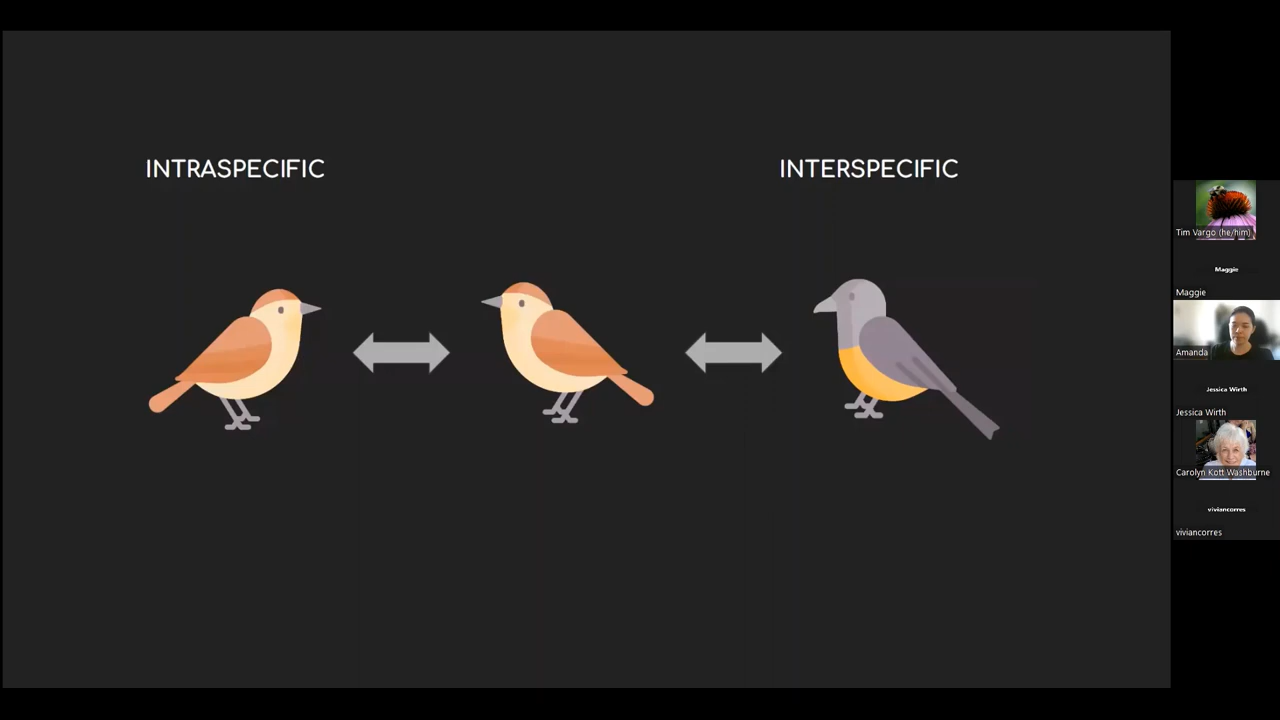 INTRASPECIFIC
INTERSPECIFIC
Tim Vargo (he/him)
Maggie
Maggie
Amanda
Jessica Wirth
Jessica Wirth
Carolyn Kott Washburne
viviancorres
viviancorres